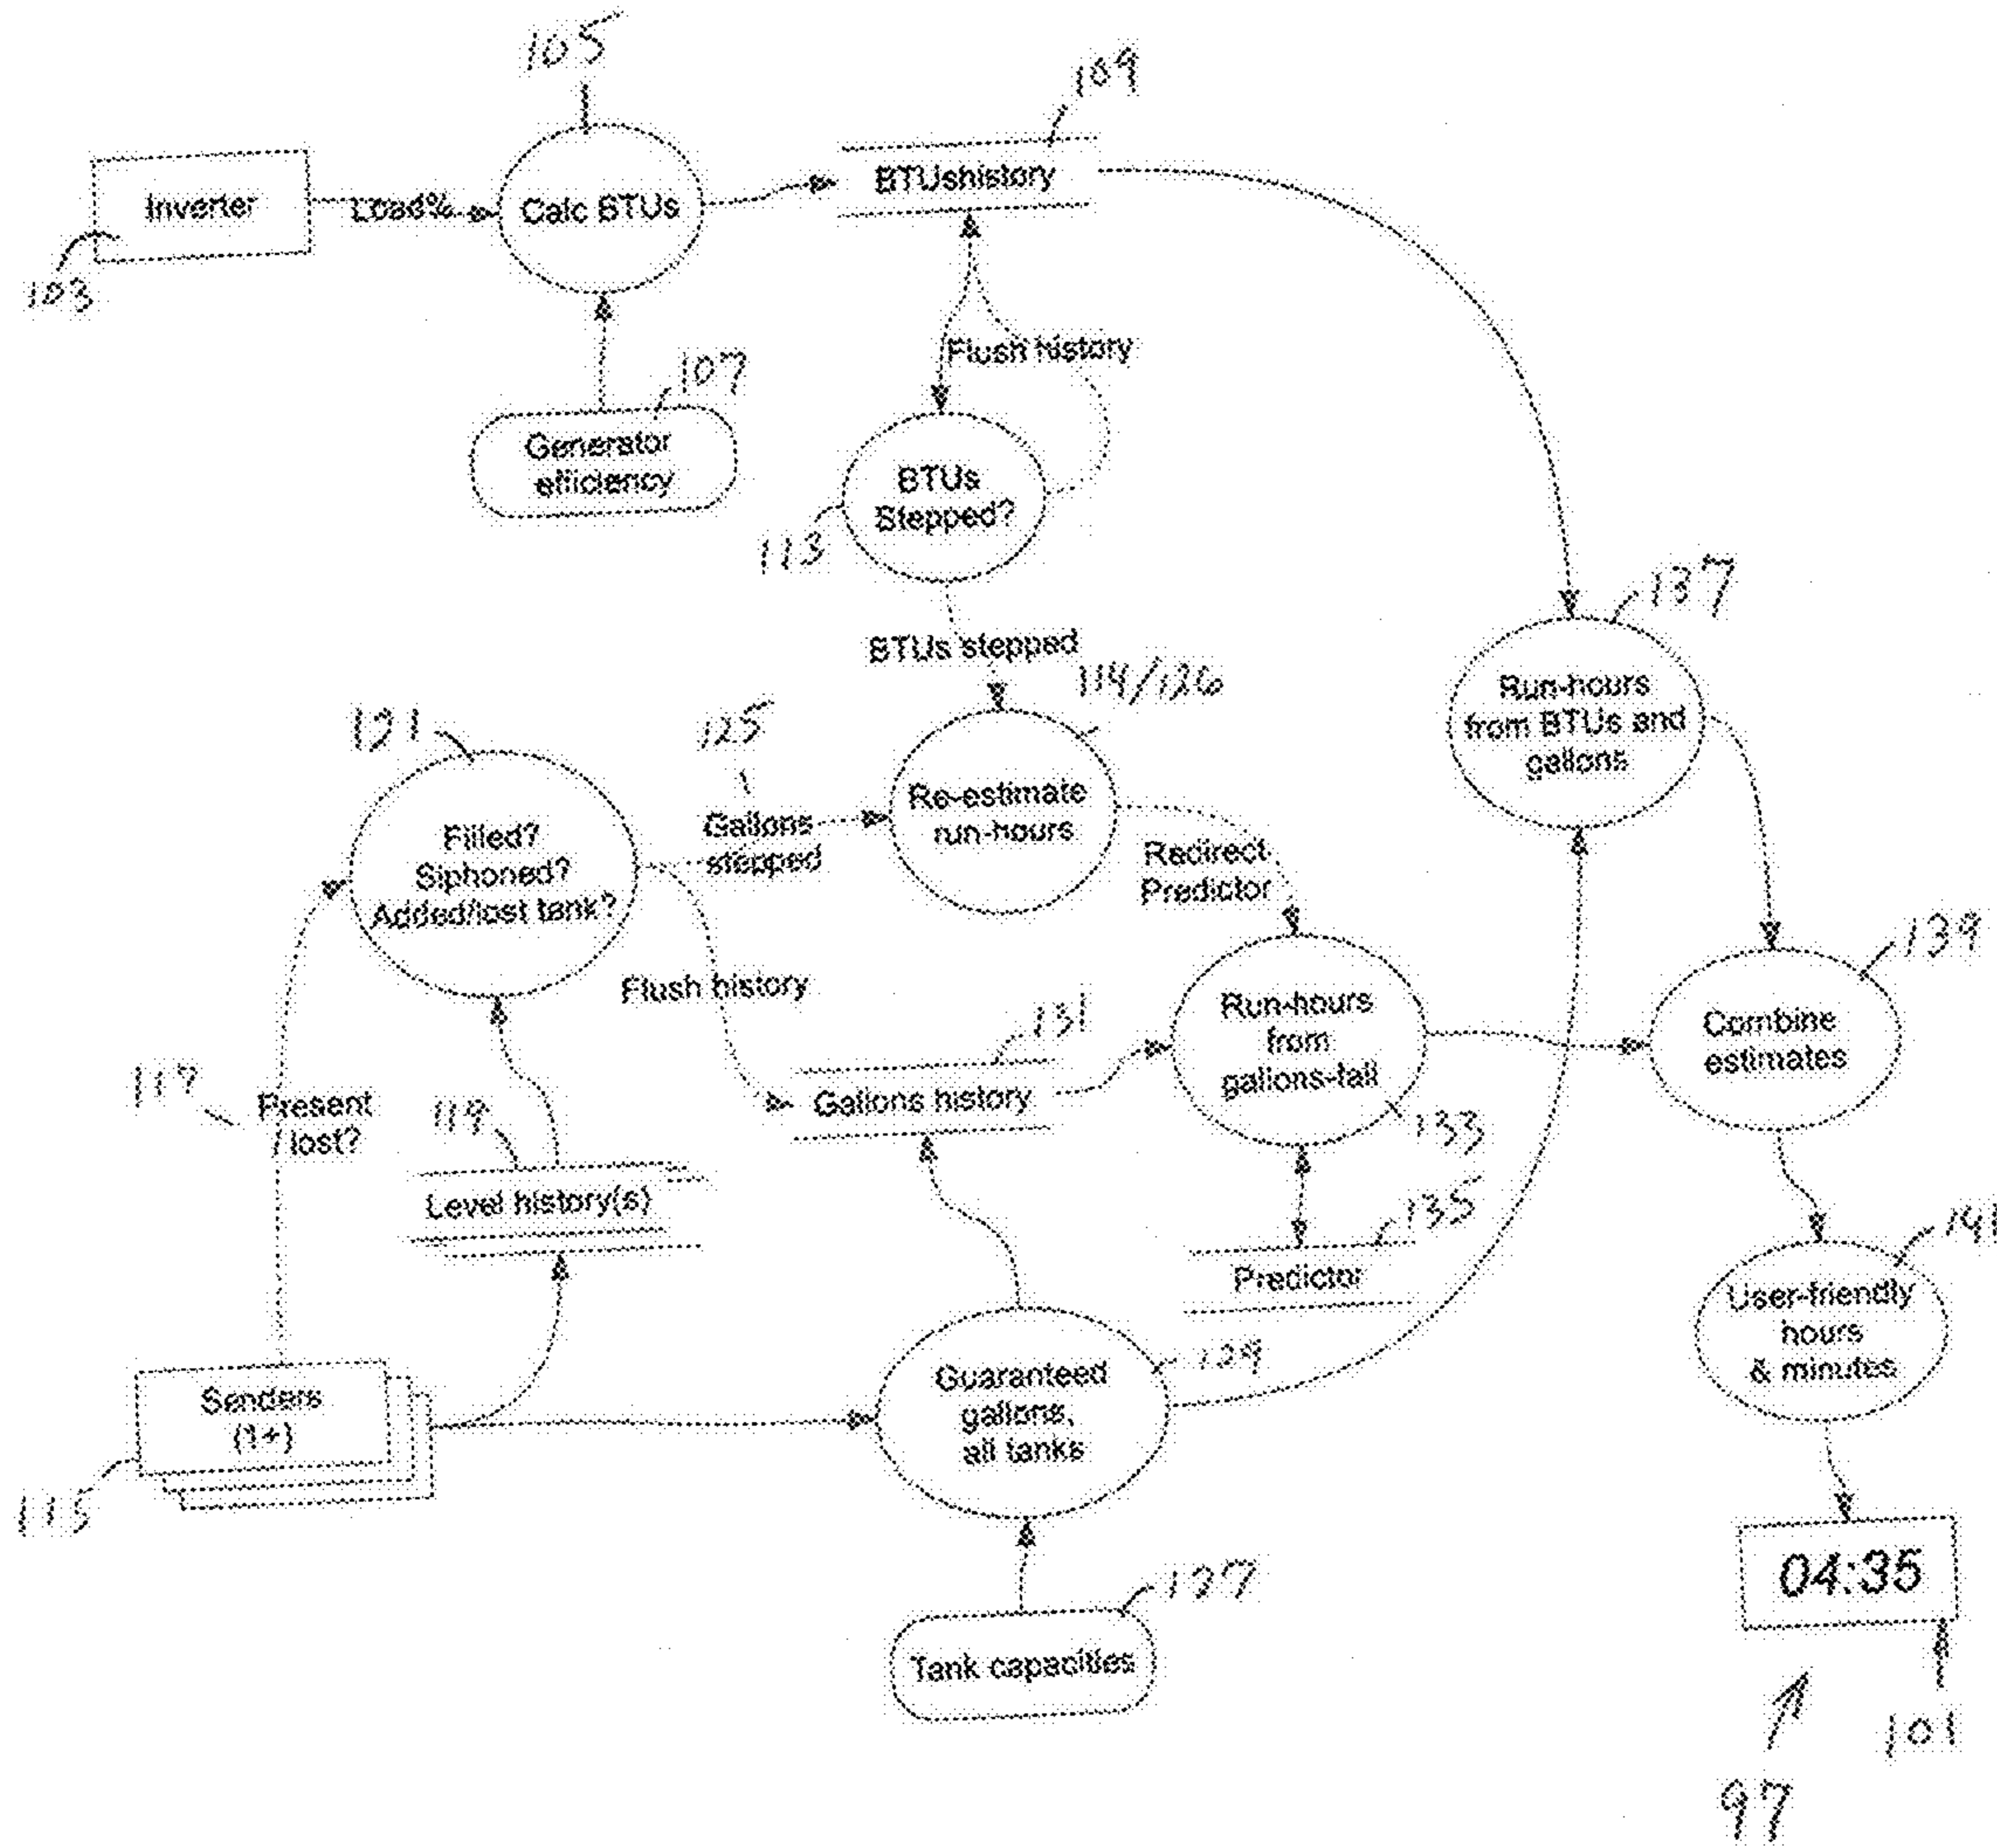 105
109
Inverter
Load%
Calc BTUs
BTUshistory
103
Flush history
107
Generator
efficiency
BTUs
Stepped?
113
137
BTUs stepped
114/126
Run-hours
from BTUs and
gallons
121
125
Re-estimate
run-hours
Filled?
Siphoned?
Added/lost tank?
Gallons
stepped
Redirect
Predictor
139
Flush history
131
Run-hours
from
gallons-fall
Combine
estimates
117
Present
/ lost?
119
Gallons history
133
Level history(s)
135
141
Predictor
User-friendly
hours
& minutes
129
Senders
(1+)
Guaranteed
gallons,
all tanks
115
04:35
127
Tank capacities
101
97